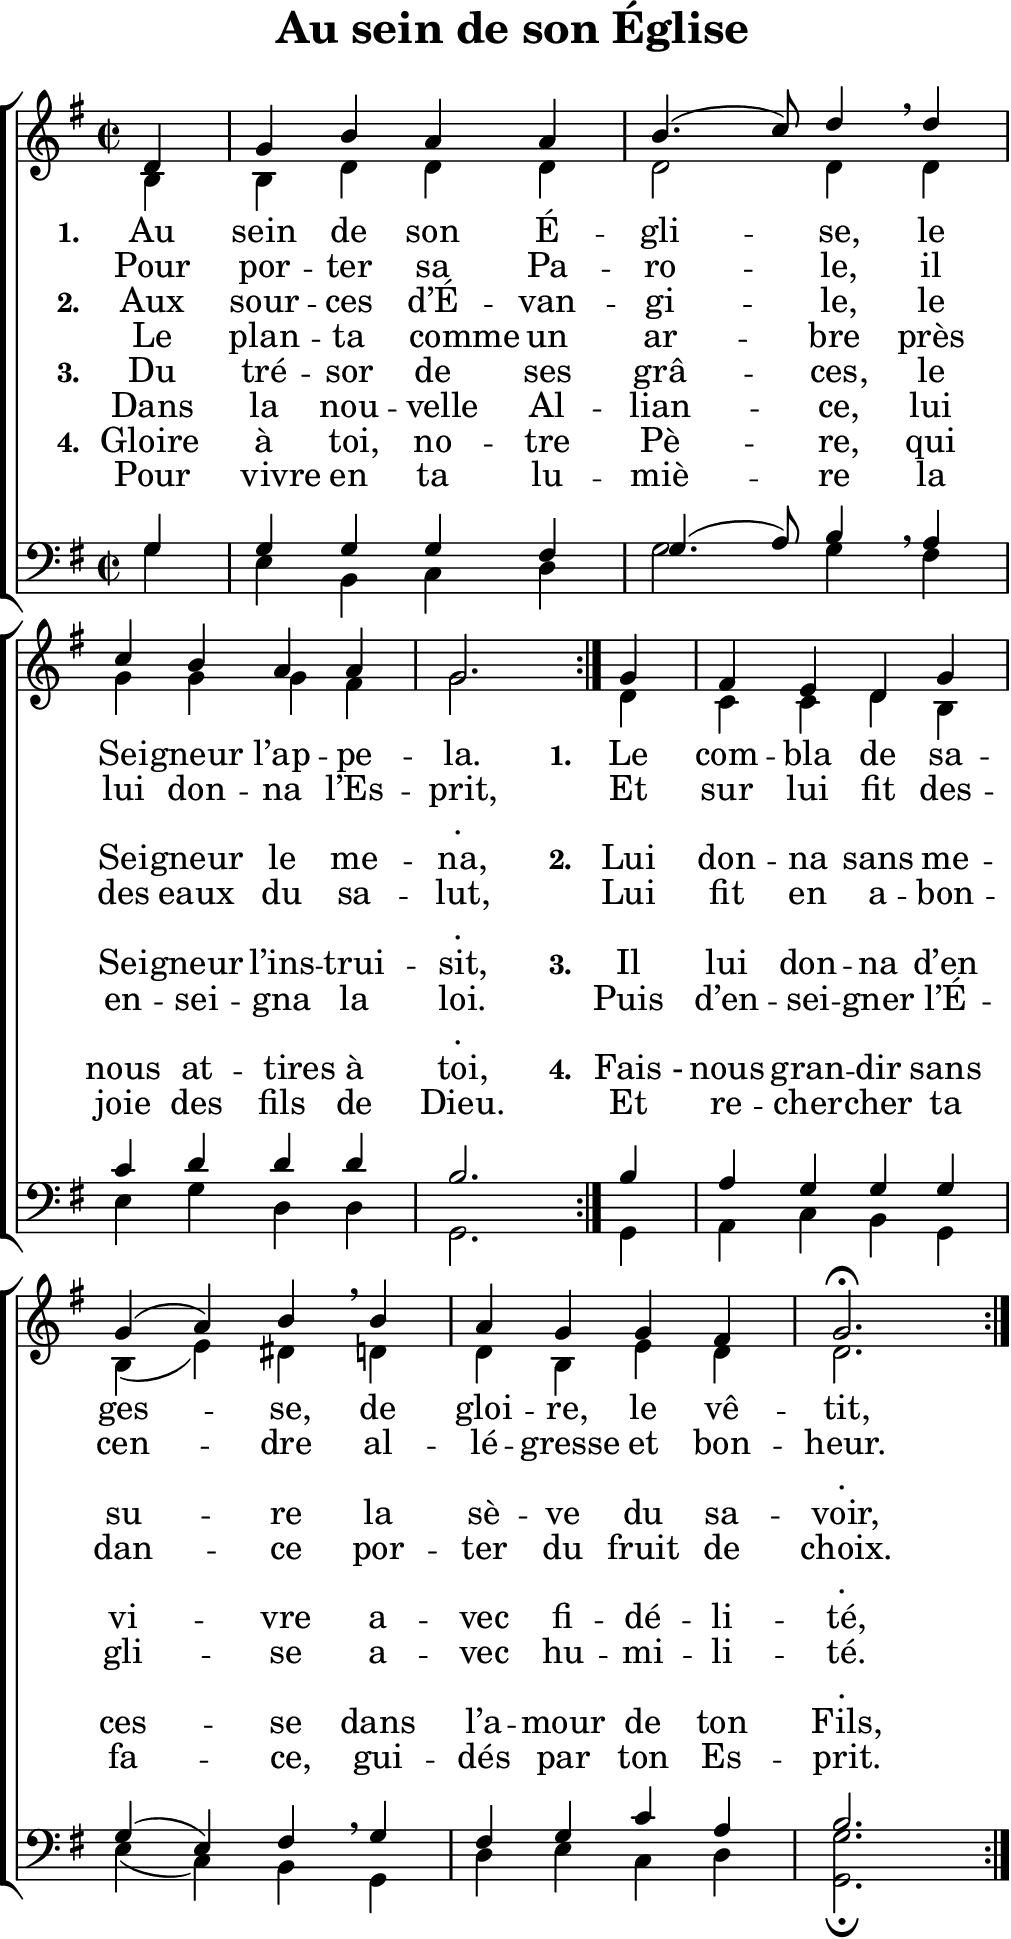 Au sein de son Église
1. Au sein de son É -- gli -- se, le
Pour por -- ter sa Pa -- ro -- le, il
2. Aux sour -- ces d’É -- van -- gi -- le, le
Le plan -- ta comme un ar -- bre près
3. Du tré -- sor de ses grâ -- ces, le
Dans la nou -- velle Al -- lian -- ce, lui
4. Gloire à toi, no -- tre Pè -- re, qui
Pour vivre en ta lu -- miè -- re la
Seigneur l’ap -- pe -- la. 1. Le com -- bla de sa --
lui don -- na l’Es -- prit, Et sur lui fit des --
.
Seigneur le me -- na, 2. Lui don -- na sans me --
des eaux du sa -- lut, Lui fit en a -- bon --
.
Seigneur l’ins -- trui -- sit, 3. Il lui don -- na d’en
en -- sei -- gna la loi. Puis d’en -- sei -- gner l’É --
.
nous at -- tires à toi, 4. Fais - nous gran -- dir sans
joie des fils de Dieu. Et re -- chercher ta
ges -- se, de gloi -- re, le vê -- tit,
cen -- dre al -- lé -- gresse et bon -- heur.
.
su -- re la sè -- ve du sa -- voir,
dan -- ce por -- ter du fruit de choix.
.
vi -- vre a -- vec fi -- dé -- li -- té,
gli -- se a -- vec hu -- mi -- li -- té.
.
ces -- se dans l’a -- mour de ton Fils,
fa -- ce, gui -- dés par ton Es -- prit.